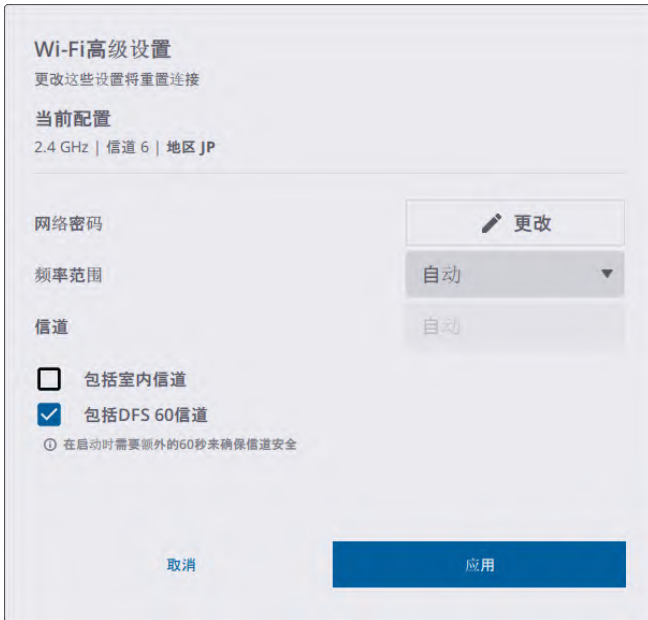 Wi-Fi高级设置
更改这些设置将重置连接
当前配置
2.4 GHz | 信道 6 | 地区 JP
网络密码
更改
频率范围
自动
信道
自动
包括室内信道
包括DFS 60信道
在启动时需要额外的60秒来确保信道安全
取消
应用